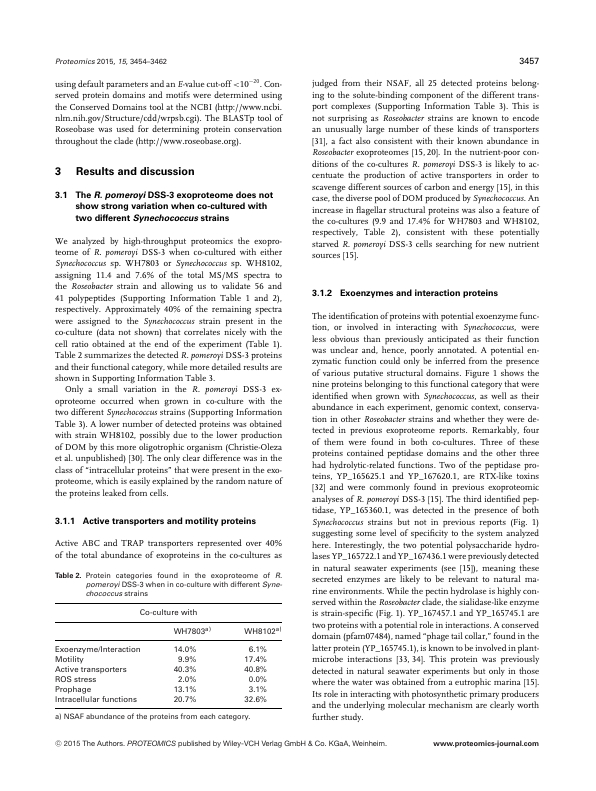 Proteomics 2015, 15, 3454–3462
3457
using default parameters and an E-value cut-off <10−20. Con-
served protein domains and motifs were determined using
the Conserved Domains tool at the NCBI (http://www.ncbi.
nlm.nih.gov/Structure/cdd/wrpsb.cgi). The BLASTp tool of
Roseobase was used for determining protein conservation
throughout the clade (http://www.roseobase.org).
3 Results and discussion
3.1 The R. pomeroyi DSS-3 exoproteome does not
show strong variation when co-cultured with
two different Synechococcus strains
We analyzed by high-throughput proteomics the exopro-
teome of R. pomeroyi DSS-3 when co-cultured with either
Synechococcus sp. WH7803 or Synechococcus sp. WH8102,
assigning 11.4 and 7.6% of the total MS/MS spectra to
the Roseobacter strain and allowing us to validate 56 and
41 polypeptides (Supporting Information Table 1 and 2),
respectively. Approximately 40% of the remaining spectra
were assigned to the Synechococcus strain present in the
co-culture (data not shown) that correlates nicely with the
cell ratio obtained at the end of the experiment (Table 1).
Table 2 summarizes the detected R. pomeroyi DSS-3 proteins
and their functional category, while more detailed results are
shown in Supporting Information Table 3.
Only a small variation in the R. pomeroyi DSS-3 ex-
oproteome occurred when grown in co-culture with the
two different Synechococcus strains (Supporting Information
Table 3). A lower number of detected proteins was obtained
with strain WH8102, possibly due to the lower production
of DOM by this more oligotrophic organism (Christie-Oleza
et al. unpublished) [30]. The only clear difference was in the
class of “intracellular proteins” that were present in the exo-
proteome, which is easily explained by the random nature of
the proteins leaked from cells.
3.1.1 Active transporters and motility proteins
Active ABC and TRAP transporters represented over 40%
of the total abundance of exoproteins in the co-cultures as
Table 2. Protein categories found in the exoproteome of R.
pomeroyi DSS-3 when in co-culture with different Syne-
chococcus strains
Co-culture with
WH7803a) WH8102a)
Exoenzyme/Interaction 14.0% 6.1%
Motility 9.9% 17.4%
Active transporters 40.3% 40.8%
ROS stress 2.0% 0.0%
Prophage 13.1% 3.1%
Intracellular functions 20.7% 32.6%
a) NSAF abundance of the proteins from each category.
judged from their NSAF, all 25 detected proteins belong-
ing to the solute-binding component of the different trans-
port complexes (Supporting Information Table 3). This is
not surprising as Roseobacter strains are known to encode
an unusually large number of these kinds of transporters
[31], a fact also consistent with their known abundance in
Roseobacter exoproteomes [15, 20]. In the nutrient-poor con-
ditions of the co-cultures R. pomeroyi DSS-3 is likely to ac-
centuate the production of active transporters in order to
scavenge different sources of carbon and energy [15], in this
case, the diverse pool of DOM produced by Synechococcus. An
increase in flagellar structural proteins was also a feature of
the co-cultures (9.9 and 17.4% for WH7803 and WH8102,
respectively, Table 2), consistent with these potentially
starved R. pomeroyi DSS-3 cells searching for new nutrient
sources [15].
3.1.2 Exoenzymes and interaction proteins
The identification of proteins with potential exoenzyme func-
tion, or involved in interacting with Synechococcus, were
less obvious than previously anticipated as their function
was unclear and, hence, poorly annotated. A potential en-
zymatic function could only be inferred from the presence
of various putative structural domains. Figure 1 shows the
nine proteins belonging to this functional category that were
identified when grown with Synechococcus, as well as their
abundance in each experiment, genomic context, conserva-
tion in other Roseobacter strains and whether they were de-
tected in previous exoproteome reports. Remarkably, four
of them were found in both co-cultures. Three of these
proteins contained peptidase domains and the other three
had hydrolytic-related functions. Two of the peptidase pro-
teins, YP_165625.1 and YP_167620.1, are RTX-like toxins
[32] and were commonly found in previous exoproteomic
analyses of R. pomeroyi DSS-3 [15]. The third identified pep-
tidase, YP_165360.1, was detected in the presence of both
Synechococcus strains but not in previous reports (Fig. 1)
suggesting some level of specificity to the system analyzed
here. Interestingly, the two potential polysaccharide hydro-
lases YP_165722.1 and YP_167436.1 were previously detected
in natural seawater experiments (see [15]), meaning these
secreted enzymes are likely to be relevant to natural ma-
rine environments. While the pectin hydrolase is highly con-
served within the Roseobacter clade, the sialidase-like enzyme
is strain-specific (Fig. 1). YP_167457.1 and YP_165745.1 are
two proteins with a potential role in interactions. A conserved
domain (pfam07484), named “phage tail collar,” found in the
latter protein (YP_165745.1), is known to be involved in plant-
microbe interactions [33, 34]. This protein was previously
detected in natural seawater experiments but only in those
where the water was obtained from a eutrophic marina [15].
Its role in interacting with photosynthetic primary producers
and the underlying molecular mechanism are clearly worth
further study.
© 2015 The Authors. PROTEOMICS published by Wiley-VCH Verlag GmbH & Co. KGaA, Weinheim.
www.proteomics-journal.com